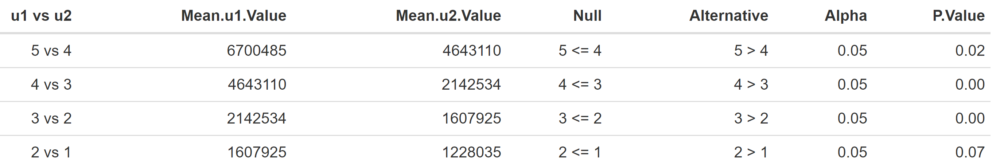 u1 vs u2 Mean.u1.Value Mean.u2.Value Null Alternative Alpha P.Value
5 vs 4 6700485 4643110 5 <= 4 5 > 4 0.05 0.02
4 vs 3 4643110 2142534 4 <= 3 4 > 3 0.05 0.00
3 vs 2 2142534 1607925 3 <= 2 3 > 2 0.05 0.00
2 vs 1 1607925 1228035 2 <= 1 2 > 1 0.05 0.07